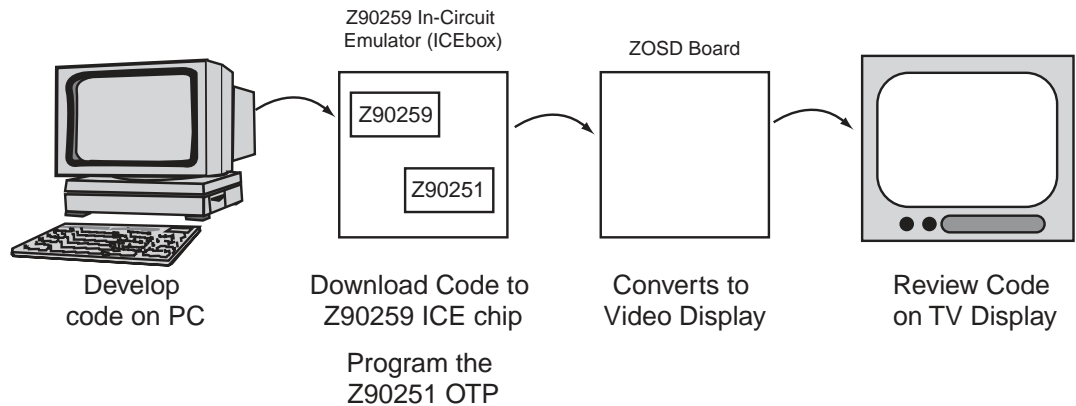 Z90259 In-Circuit
Emulator (ICEbox)
ZOSD Board
Z90259
Z90251
Develop
code on PC
Download Code to
Z90259 ICE chip
Program the
Z90251 OTP
Converts to
Video Display
Review Code
on TV Display